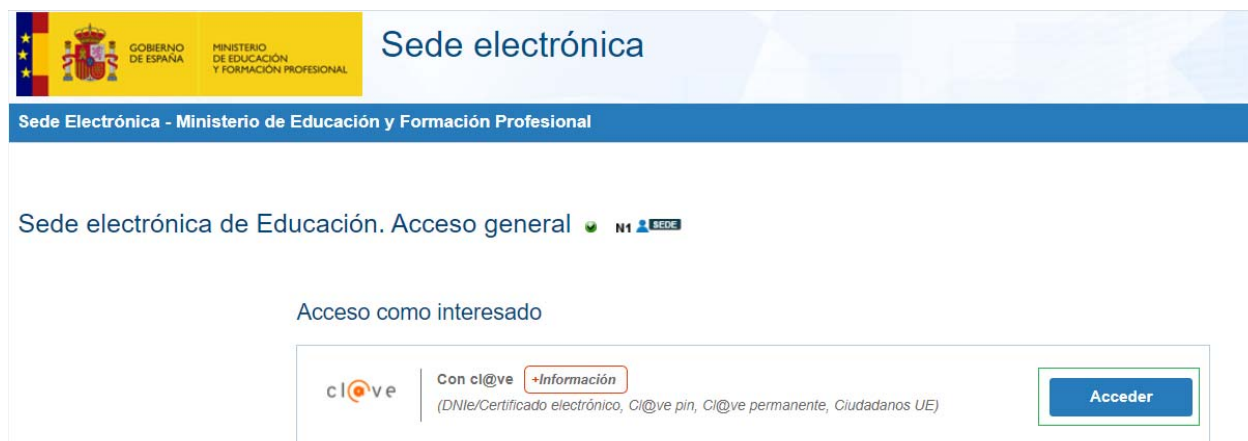 GOBIERNO
DE ESPAÑA
MINISTERIO
DE EDUCACIÓN
Y FORMACIÓN PROFESIONAL
Sede electrónica
Sede Electrónica - Ministerio de Educación y Formación Profesional
Sede electrónica de Educación. Acceso general N1 SEDE
Acceso como interesado
cl@ve
Con cl@ve +Información
(DNIe/Certificado electrónico, Cl@ve pin, Cl@ve permanente, Ciudadanos UE)
Acceder